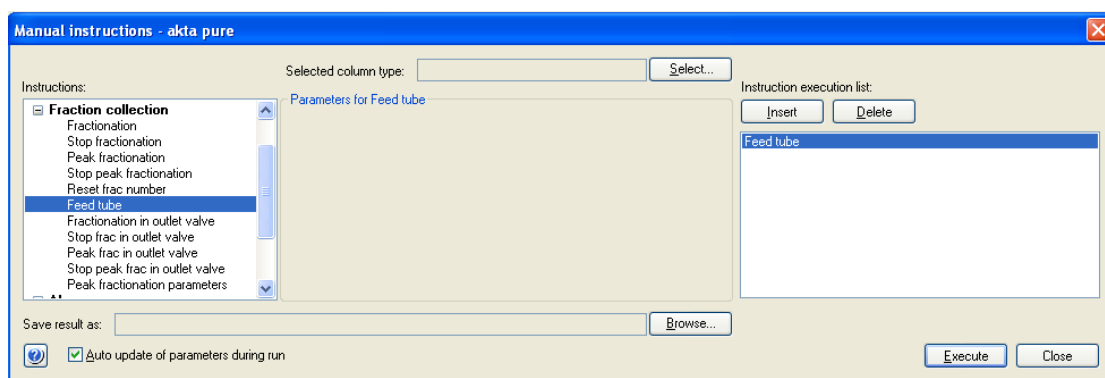 Manual instructions - akta pure
Selected column type:
Select...
Instructions:
Fraction collection
Fractionation
Stop fractionation
Peak fractionation
Stop peak fractionation
Reset frac number
Feed tube
Fractionation in outlet valve
Stop frac in outlet valve
Peak frac in outlet valve
Stop peak frac in outlet valve
Peak fractionation parameters
Parameters for Feed tube
Instruction execution list:
Insert
Delete
Feed tube
Save result as:
Browse...
Auto update of parameters during run
Execute
Close